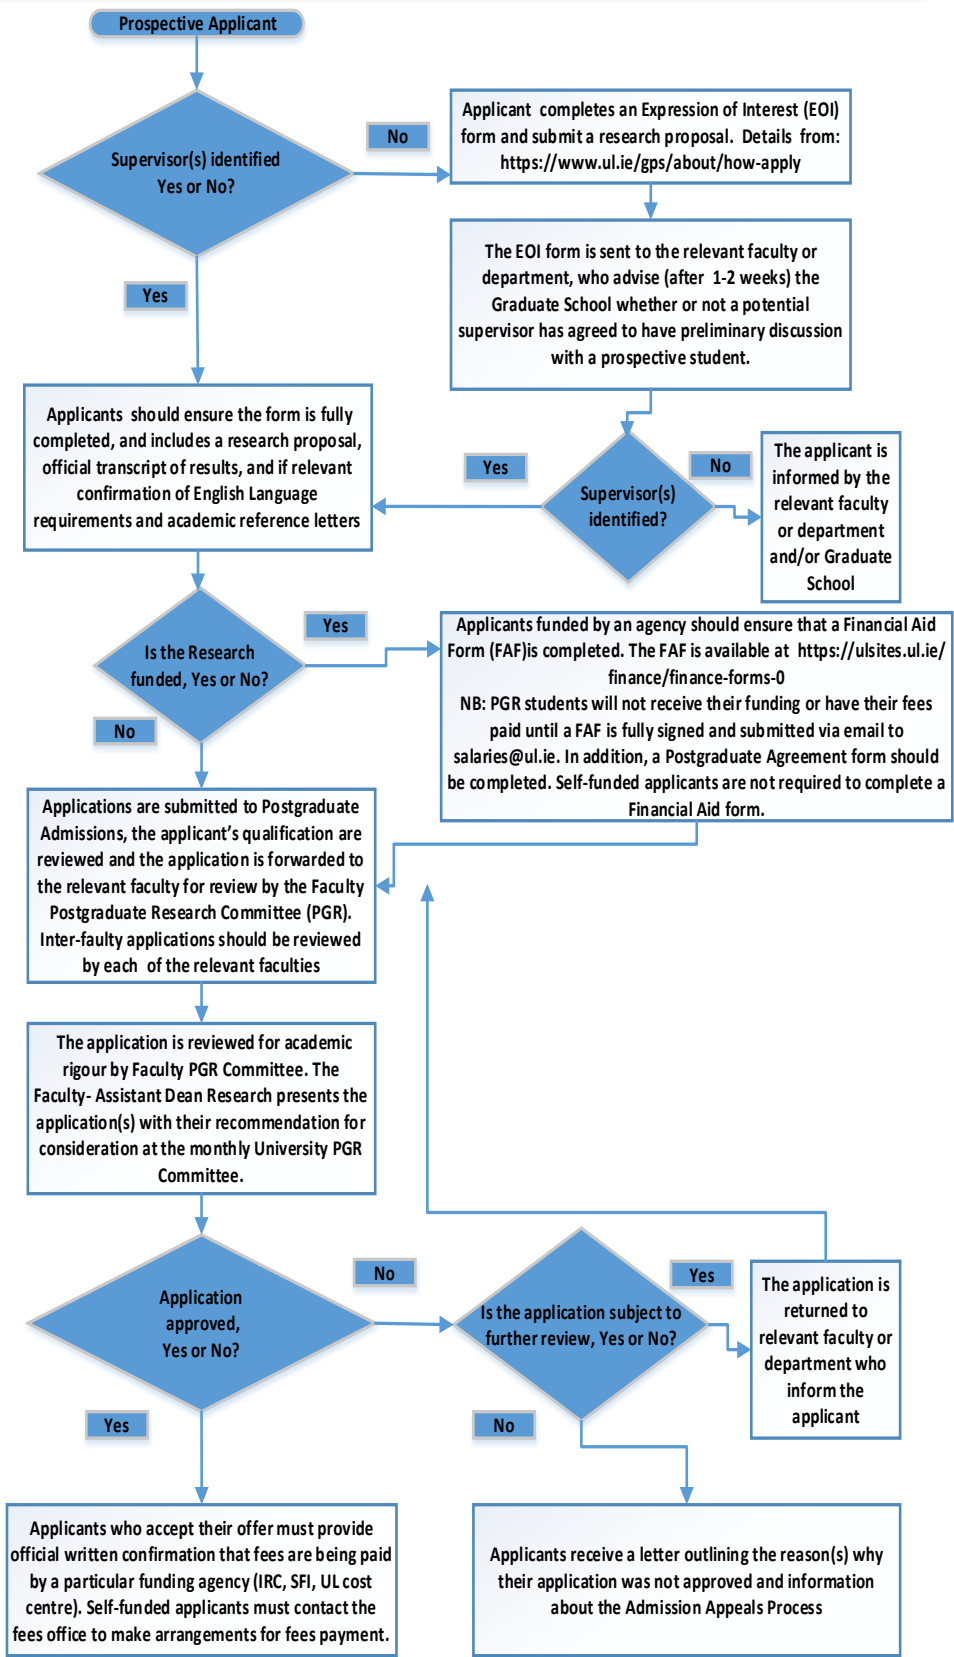 Prospective Applicant
Supervisor(s) identified
Yes or No?
No
Applicant completes an Expression of Interest (EOI)
form and submit a research proposal. Details from:
https://www.ul.ie/gps/about/how-apply
Yes
The EOI form is sent to the relevant faculty or
department, who advise (after 1-2 weeks) the
Graduate School whether or not a potential
supervisor has agreed to have preliminary discussion
with a prospective student.
Applicants should ensure the form is fully
completed, and includes a research proposal,
official transcript of results, and if relevant
confirmation of English Language
requirements and academic reference letters
Yes
Supervisor(s)
identified?
No
The applicant is
informed by the
relevant faculty
or department
and/or Graduate
School
Is the Research
funded, Yes or No?
Yes
Applicants funded by an agency should ensure that a Financial Aid
Form (FAF)is completed. The FAF is available at https://ulsites.ul.ie/
finance/finance-forms-0
NB: PGR students will not receive their funding or have their fees
paid until a FAF is fully signed and submitted via email to
salaries@ul.ie. In addition, a Postgraduate Agreement form should
be completed. Self-funded applicants are not required to complete a
Financial Aid form.
No
Applications are submitted to Postgraduate
Admissions, the applicant's qualification are
reviewed and the application is forwarded to
the relevant faculty for review by the Faculty
Postgraduate Research Committee (PGR).
Inter-faulty applications should be reviewed
by each of the relevant faculties
The application is reviewed for academic
rigour by Faculty PGR Committee. The
Faculty- Assistant Dean Research presents the
application(s) with their recommendation for
consideration at the monthly University PGR
Committee.
Application
approved,
Yes or No?
No
Is the application subject to
further review, Yes or No?
Yes
The application is
returned to
relevant faculty or
department who
inform the
applicant
Yes
No
Applicants who accept their offer must provide
official written confirmation that fees are being paid
by a particular funding agency (IRC, SFI, UL cost
centre). Self-funded applicants must contact the
fees office to make arrangements for fees payment.
Applicants receive a letter outlining the reason(s) why
their application was not approved and information
about the Admission Appeals Process